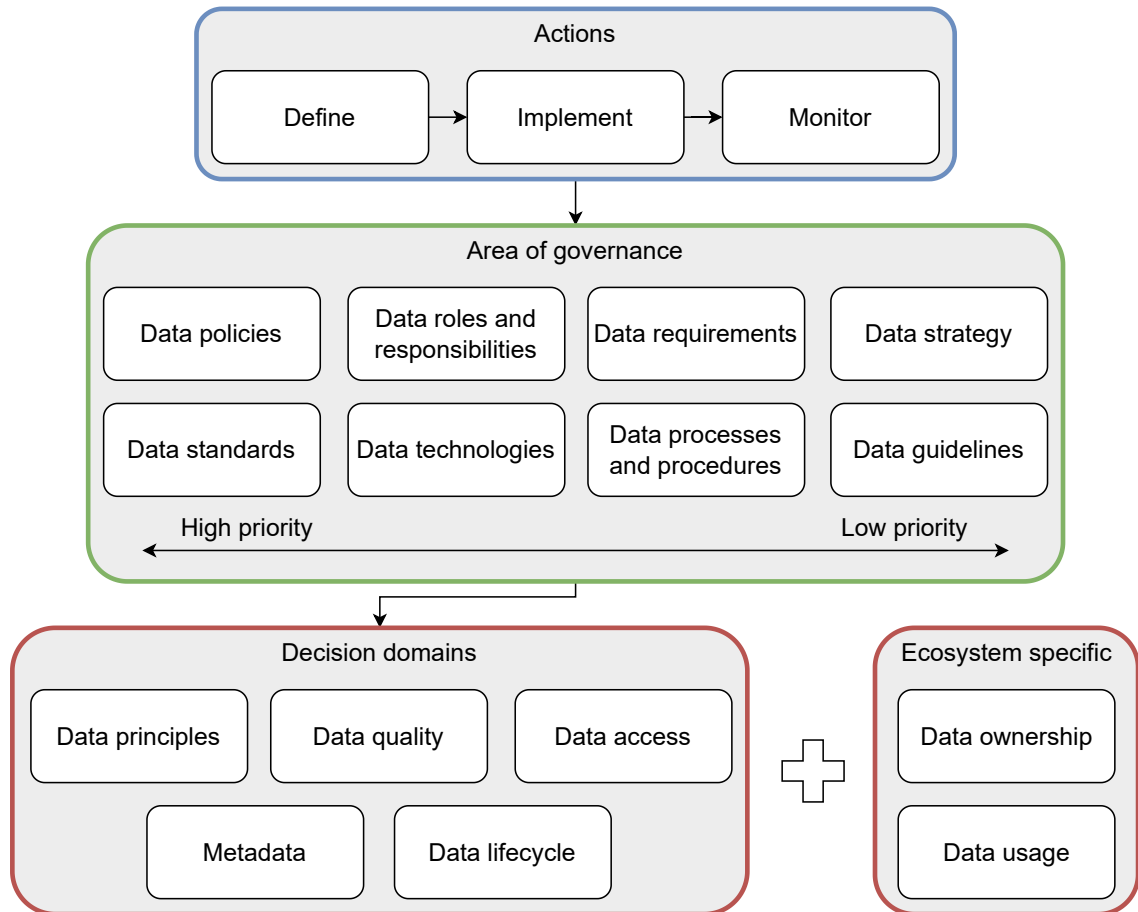 Actions
Define
Implement
Monitor
Area of governance
Data policies
Data roles and
responsibilities
Data requirements
Data strategy
Data standards
Data technologies
Data processes
and procedures
Data guidelines
High priority
Low priority
Decision domains
Data principles
Data quality
Data access
Metadata
Data lifecycle
Ecosystem specific
Data ownership
Data usage